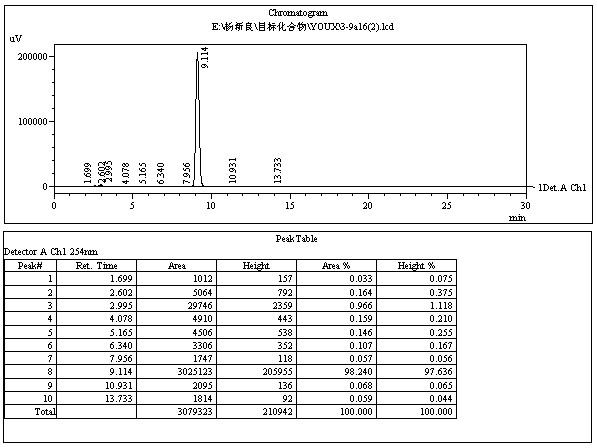 Chromatogram
E:\杨新良\目标化合物\YOUX\3-9a16(2).lcd
uV
200000
100000
0
1.699
2.602
2.995
4.078
5.165
6.340
7.956
9.114
10.931
13.733
1Det.A Ch1
0 5 10 15 20 25 30
min
PeakTable
Detector A Ch1 254nm
Peak# Ret. Time Area Height Area % Height %
1 1.699 1012 157 0.033 0.075
2 2.602 5064 792 0.164 0.375
3 2.995 29746 2359 0.966 1.118
4 4.078 4910 443 0.159 0.210
5 5.165 4506 538 0.146 0.255
6 6.340 3306 352 0.107 0.167
7 7.956 1747 118 0.057 0.056
8 9.114 3025123 205955 98.240 97.636
9 10.931 2095 136 0.068 0.065
10 13.733 1814 92 0.059 0.044
Total 3079323 210942 100.000 100.000